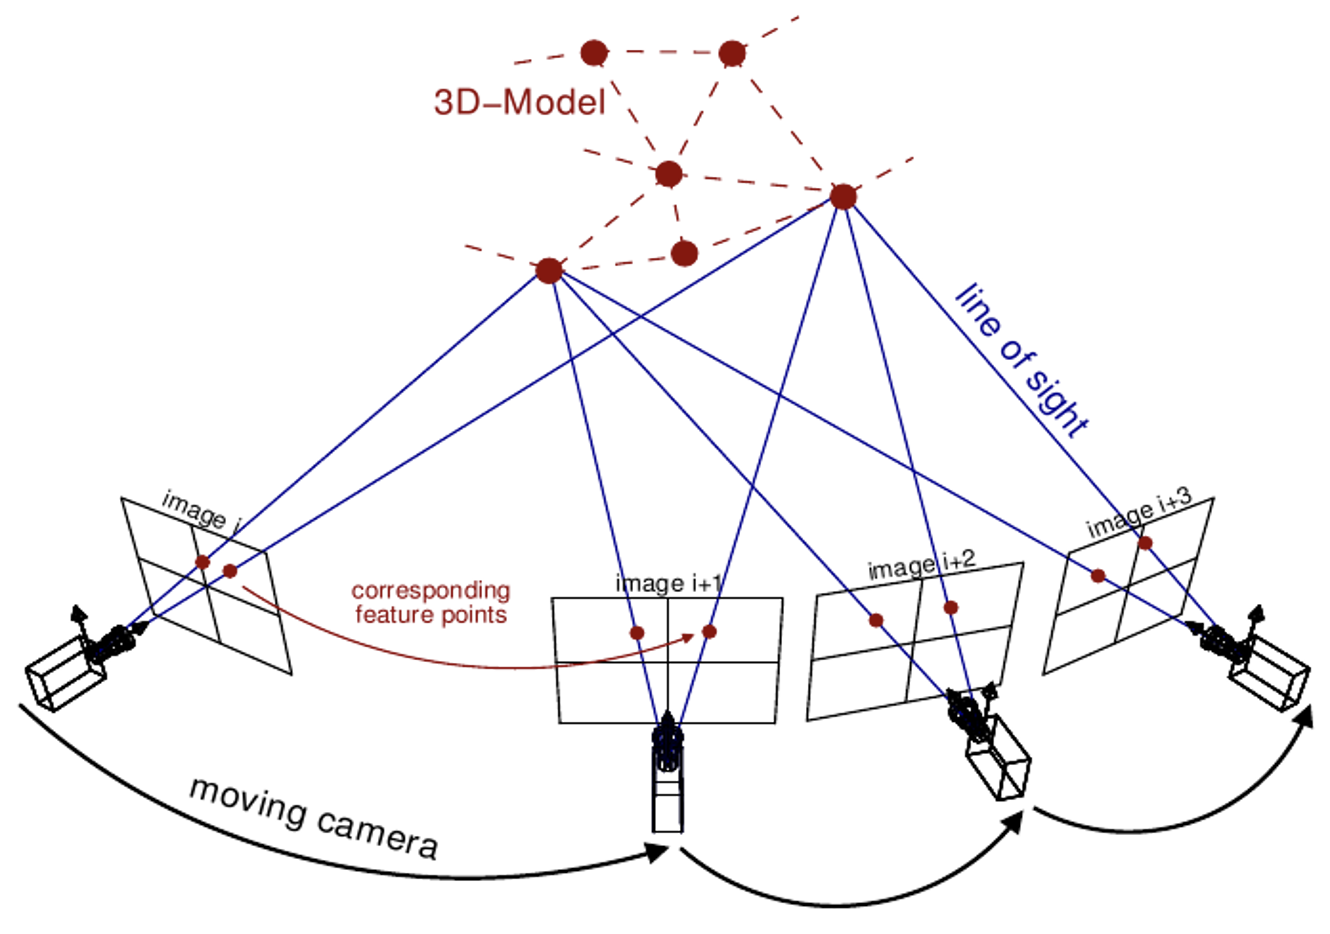 3D–Model
line of sight
image i
image i+1
image i+2
image i+3
corresponding
feature points
moving camera